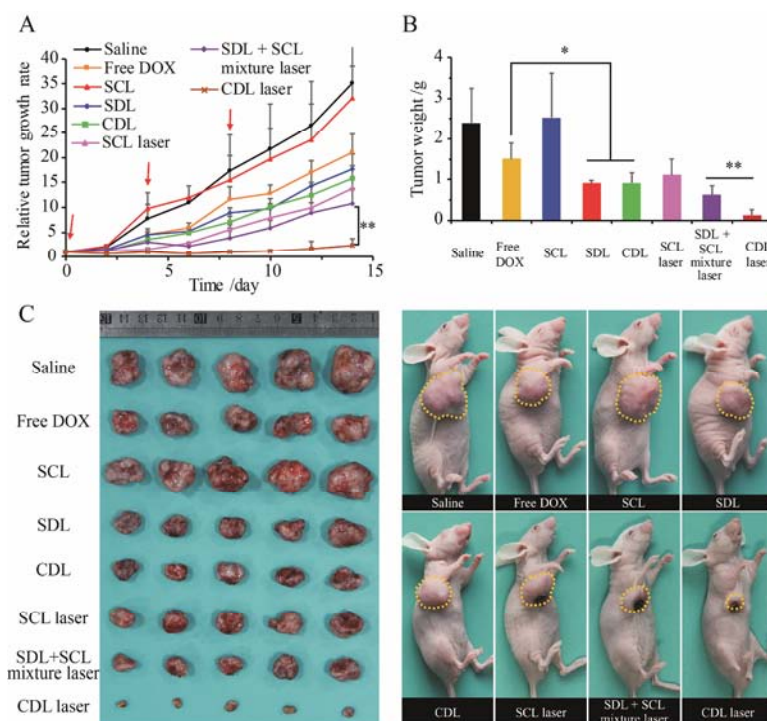 A
Saline
Free DOX
SCL
SDL
CDL
SCL laser
SDL + SCL
mixture laser
CDL laser
Relative tumor growth rate
40
35
30
25
20
15
10
5
0
**
0
5
10
15
Time /day
B
Tumor weight /g
4
3
2
1
0
*
**
Saline
Free
DOX
SCL
SDL
CDL
SCL
laser
SDL +
SCL
mixture
laser
CDL
laser
C
Saline
Free DOX
SCL
SDL
CDL
SCL laser
SDL+SCL
mixture laser
CDL laser
Saline
Free DOX
SCL
SDL
CDL
SCL laser
SDL + SCL
mixture laser
CDL laser